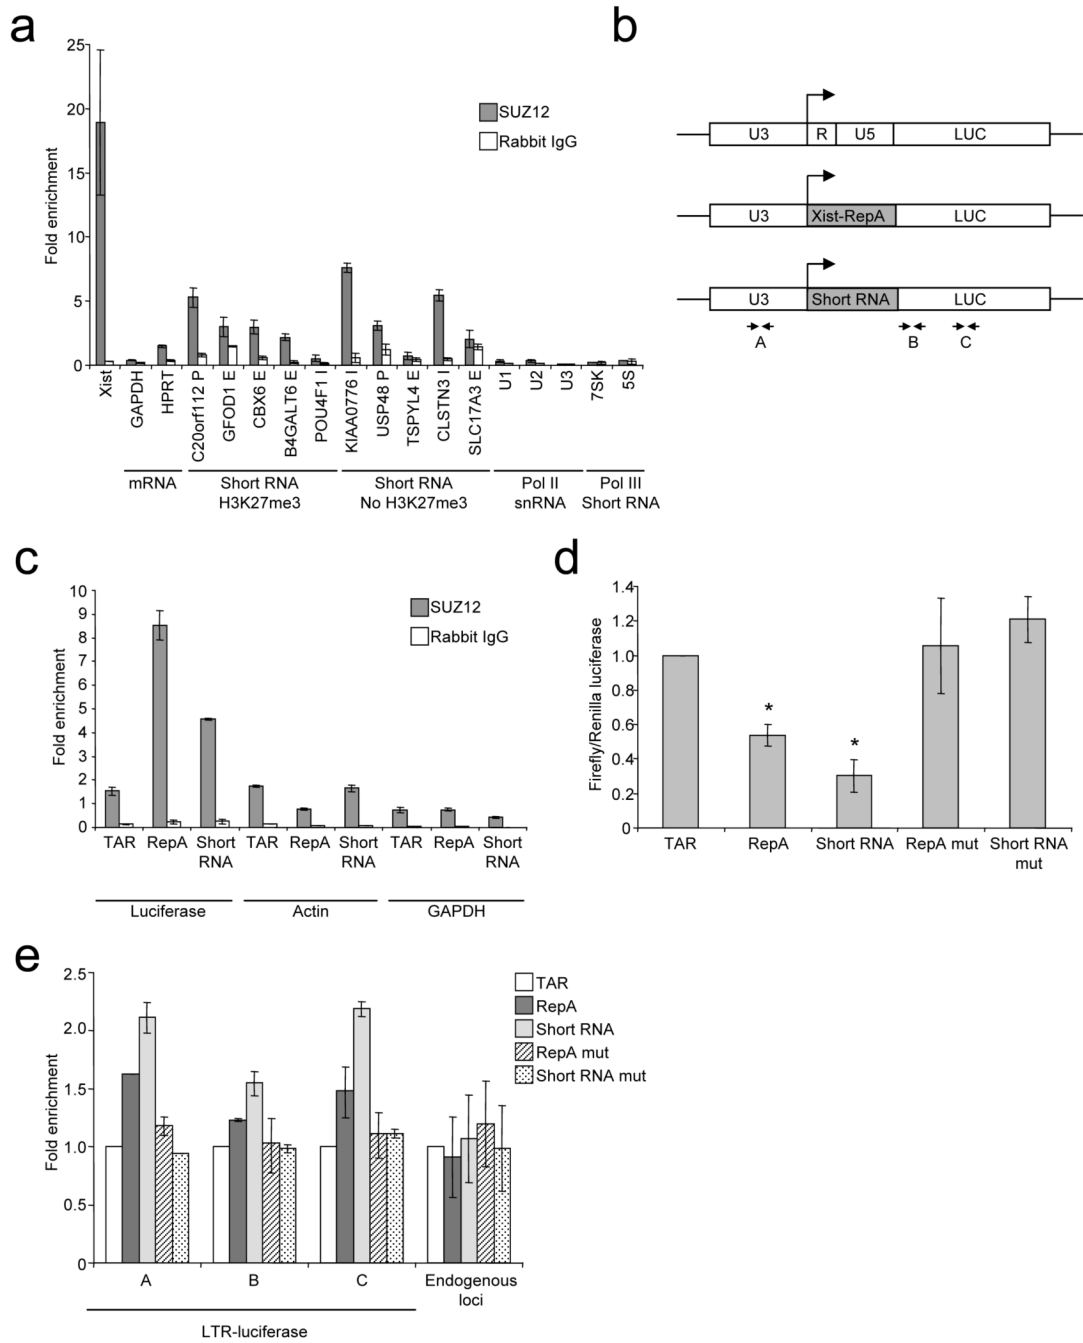 a
25
20
15
10
5
0
Fold enrichment
SUZ12
Rabbit IgG
Xist
GAPDH
HPRT
C20orf112 P
GFOD1 E
CBX6 E
B4GALT6 E
POU4F1 I
KIAA0776 I
USP48 P
TSPYL4 E
CLSTN3 I
SLC17A3 E
U1
U2
U3
7SK
5S
mRNA
Short RNA
H3K27me3
Short RNA
No H3K27me3
Pol II
snRNA
Pol III
Short RNA
b
U3 R U5 LUC
U3 Xist-RepA LUC
U3 Short RNA LUC
A B C
c
10
9
8
7
6
5
4
3
2
1
0
Fold enrichment
SUZ12
Rabbit IgG
TAR RepA Short RNA TAR RepA Short RNA TAR RepA Short RNA
Luciferase Actin GAPDH
d
1.4
1.2
1.0
0.8
0.6
0.4
0.2
0
Firefly/Renilla luciferase
* *
TAR RepA Short RNA RepA mut Short RNA mut
e
2.5
2.0
1.5
1.0
0.5
0
Fold enrichment
TAR
RepA
Short RNA
RepA mut
Short RNA mut
A B C Endogenous loci
LTR-luciferase